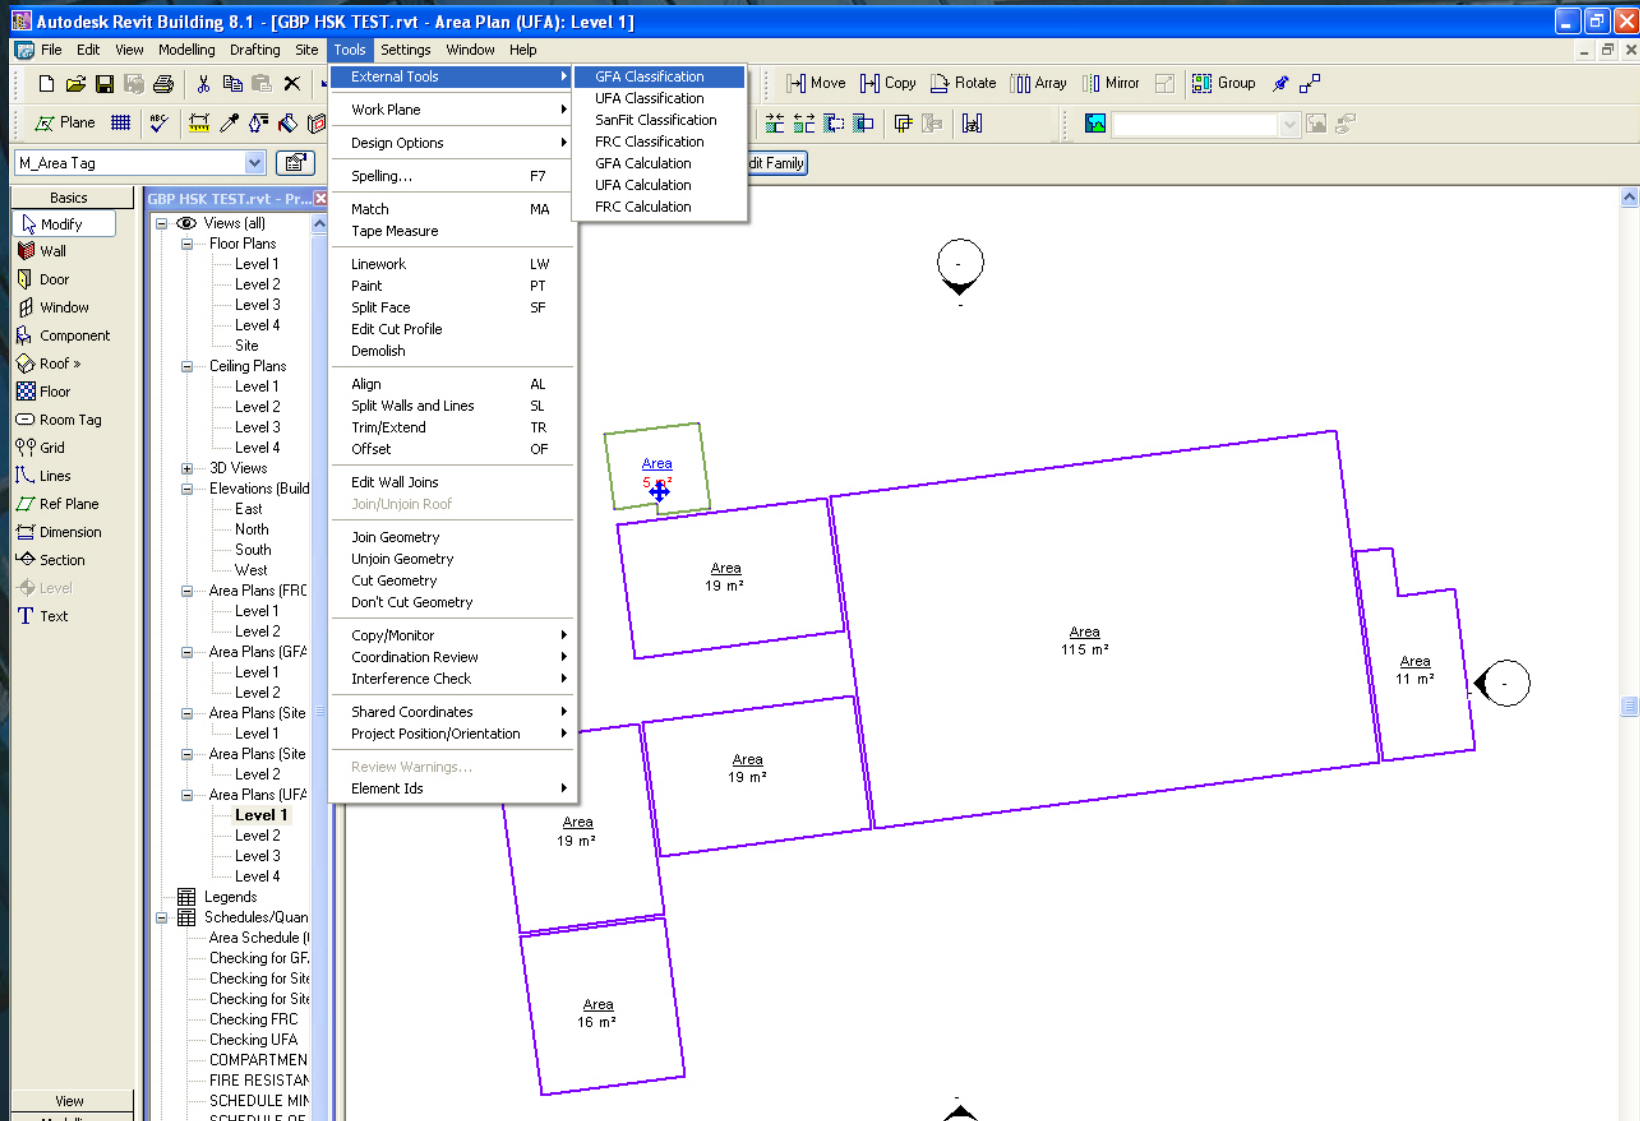 Autodesk Revit Building 8.1 - [GBP HSK TEST.rvt - Area Plan (UFA): Level 1]
File Edit View Modelling Drafting Site Tools Settings Window Help
Move Copy Rotate Array Mirror Group
Plane
M_Area Tag
dit Family
External Tools
Work Plane
Design Options
Spelling... F7
Match MA
Tape Measure
Linework LW
Paint PT
Split Face SF
Edit Cut Profile
Demolish
Align AL
Split Walls and Lines SL
Trim/Extend TR
Offset OF
Edit Wall Joins
Join/Unjoin Roof
Join Geometry
Unjoin Geometry
Cut Geometry
Don't Cut Geometry
Copy/Monitor
Coordination Review
Interference Check
Shared Coordinates
Project Position/Orientation
Review Warnings...
Element Ids
GFA Classification
UFA Classification
SanFit Classification
FRC Classification
GFA Calculation
UFA Calculation
FRC Calculation
Basics
Modify
Wall
Door
Window
Component
Roof »
Floor
Room Tag
Grid
Lines
Ref Plane
Dimension
Section
Level
Text
View
GBP HSK TEST.rvt - Pr...
Views (all)
Floor Plans
Level 1
Level 2
Level 3
Level 4
Site
Ceiling Plans
Level 1
Level 2
Level 3
Level 4
3D Views
Elevations (Build
East
North
South
West
Area Plans (FRC
Level 1
Level 2
Area Plans (GFA
Level 1
Level 2
Area Plans (Site
Level 1
Area Plans (Site
Level 2
Area Plans (UFA
Level 1
Level 2
Level 3
Level 4
Legends
Schedules/Quan
Area Schedule (
Checking for GF
Checking for Site
Checking for Site
Checking FRC
Checking UFA
COMPARTMEN
FIRE RESISTAN
SCHEDULE MIN
SCHEDULE OF
Area
5 m²
Area
19 m²
Area
115 m²
Area
11 m²
Area
19 m²
Area
19 m²
Area
16 m²